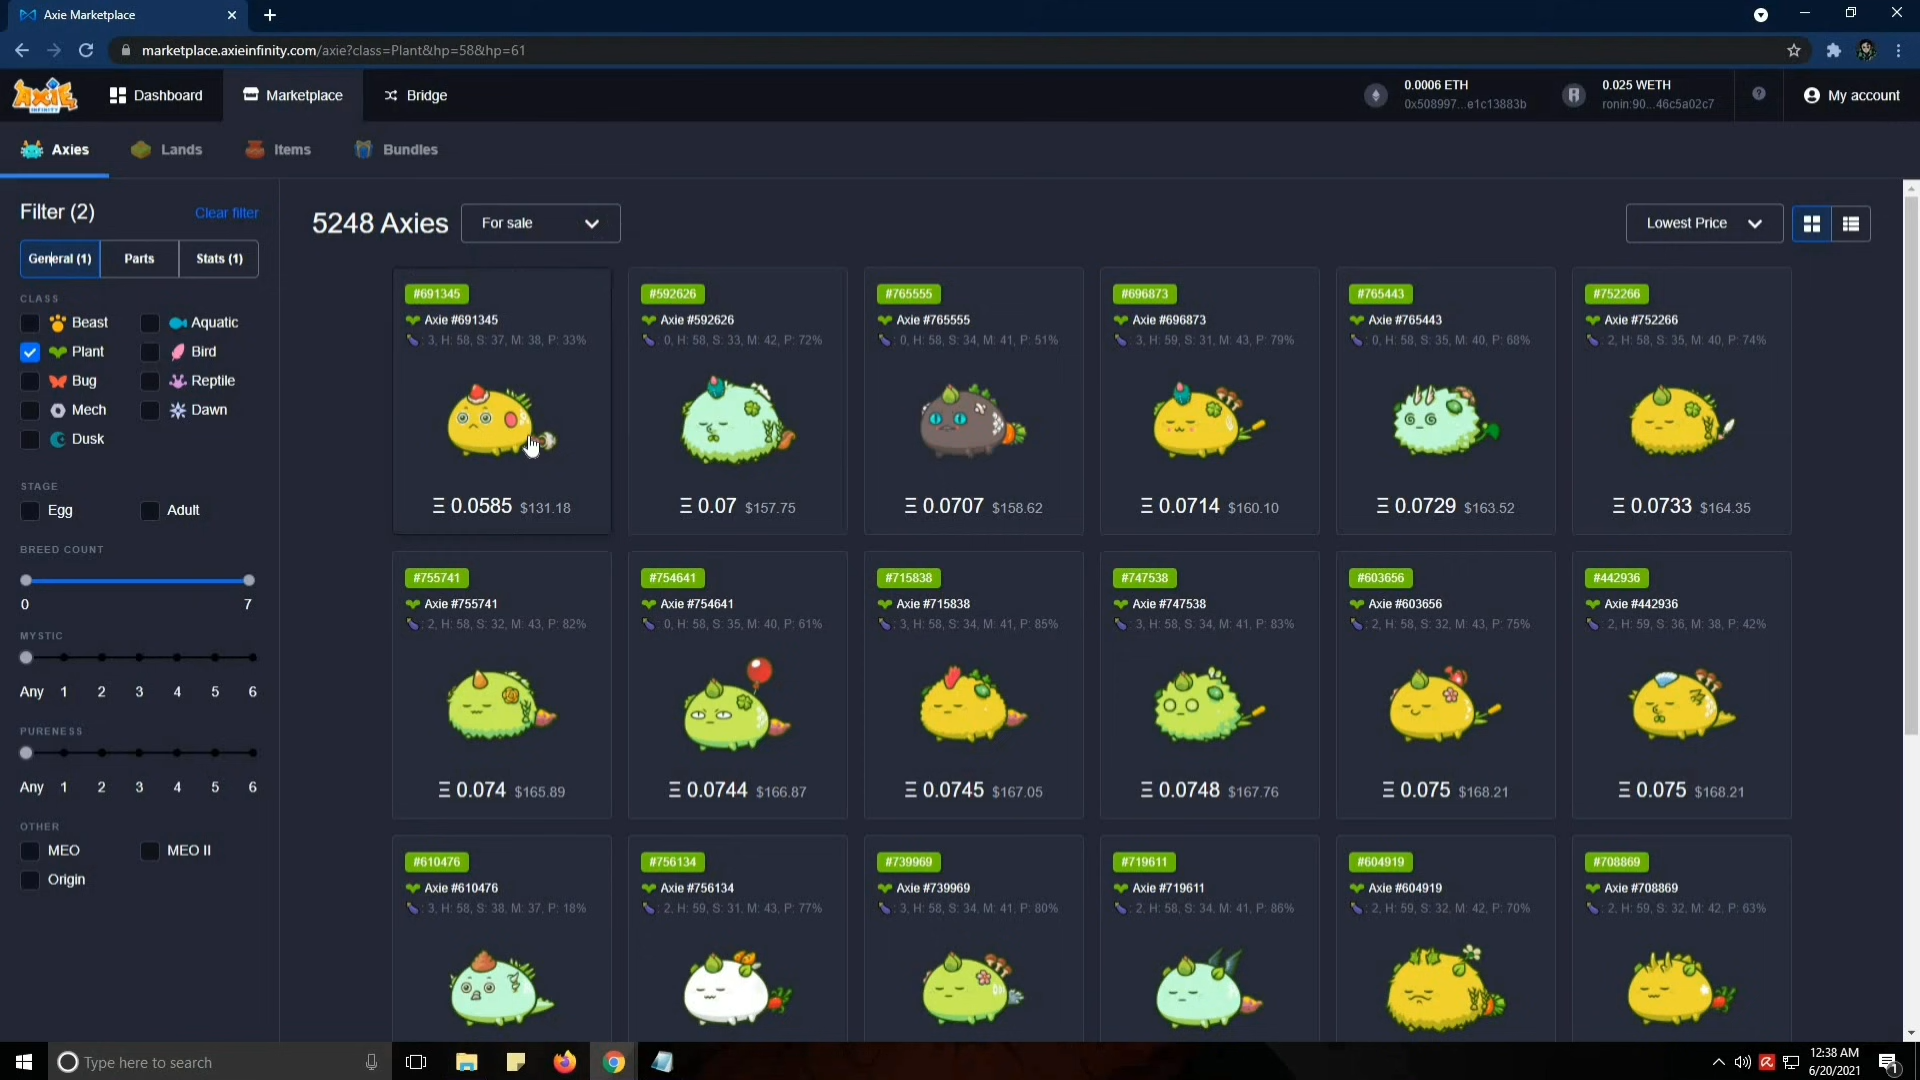 Axie Marketplace
marketplace.axieinfinity.com/axie?class=Plant&hp=58&hp=61
AXIE INFINITY
Dashboard
Marketplace
Bridge
0.0006 ETH
0x508997...e1c13883b
0.025 WETH
ronin:90...46c5a02c7
My account
Axies
Lands
Items
Bundles
Filter (2)
Clear filter
General (1)
Parts
Stats (1)
CLASS
Beast
Aquatic
Plant
Bird
Bug
Reptile
Mech
Dawn
Dusk
STAGE
Egg
Adult
BREED COUNT
0
7
MYSTIC
Any 1 2 3 4 5 6
PURENESS
Any 1 2 3 4 5 6
OTHER
MEO
MEO II
Origin
5248 Axies
For sale
Lowest Price
#691345
Axie #691345
: 3, H: 58, S: 37, M: 38, P: 33%
Ξ 0.0585 $131.18
#592626
Axie #592626
: 0, H: 58, S: 33, M: 42, P: 72%
Ξ 0.07 $157.75
#765555
Axie #765555
: 0, H: 58, S: 34, M: 41, P: 51%
Ξ 0.0707 $158.62
#696873
Axie #696873
: 3, H: 59, S: 31, M: 43, P: 79%
Ξ 0.0714 $160.10
#765443
Axie #765443
: 0, H: 58, S: 35, M: 40, P: 68%
Ξ 0.0729 $163.52
#752266
Axie #752266
: 2, H: 58, S: 35, M: 40, P: 74%
Ξ 0.0733 $164.35
#755741
Axie #755741
: 2, H: 58, S: 32, M: 43, P: 82%
Ξ 0.074 $165.89
#754641
Axie #754641
: 0, H: 58, S: 35, M: 40, P: 61%
Ξ 0.0744 $166.87
#715838
Axie #715838
: 3, H: 58, S: 34, M: 41, P: 85%
Ξ 0.0745 $167.05
#747538
Axie #747538
: 3, H: 58, S: 34, M: 41, P: 83%
Ξ 0.0748 $167.76
#603656
Axie #603656
: 2, H: 58, S: 32, M: 43, P: 75%
Ξ 0.075 $168.21
#442936
Axie #442936
: 2, H: 59, S: 36, M: 38, P: 42%
Ξ 0.075 $168.21
#610476
Axie #610476
: 3, H: 58, S: 38, M: 37, P: 18%
#756134
Axie #756134
: 2, H: 59, S: 31, M: 43, P: 77%
#739969
Axie #739969
: 3, H: 58, S: 34, M: 41, P: 80%
#719611
Axie #719611
: 2, H: 58, S: 34, M: 41, P: 86%
#604919
Axie #604919
: 2, H: 59, S: 32, M: 42, P: 70%
#708869
Axie #708869
: 2, H: 59, S: 32, M: 42, P: 63%
Type here to search
12:38 AM
6/20/2021
1